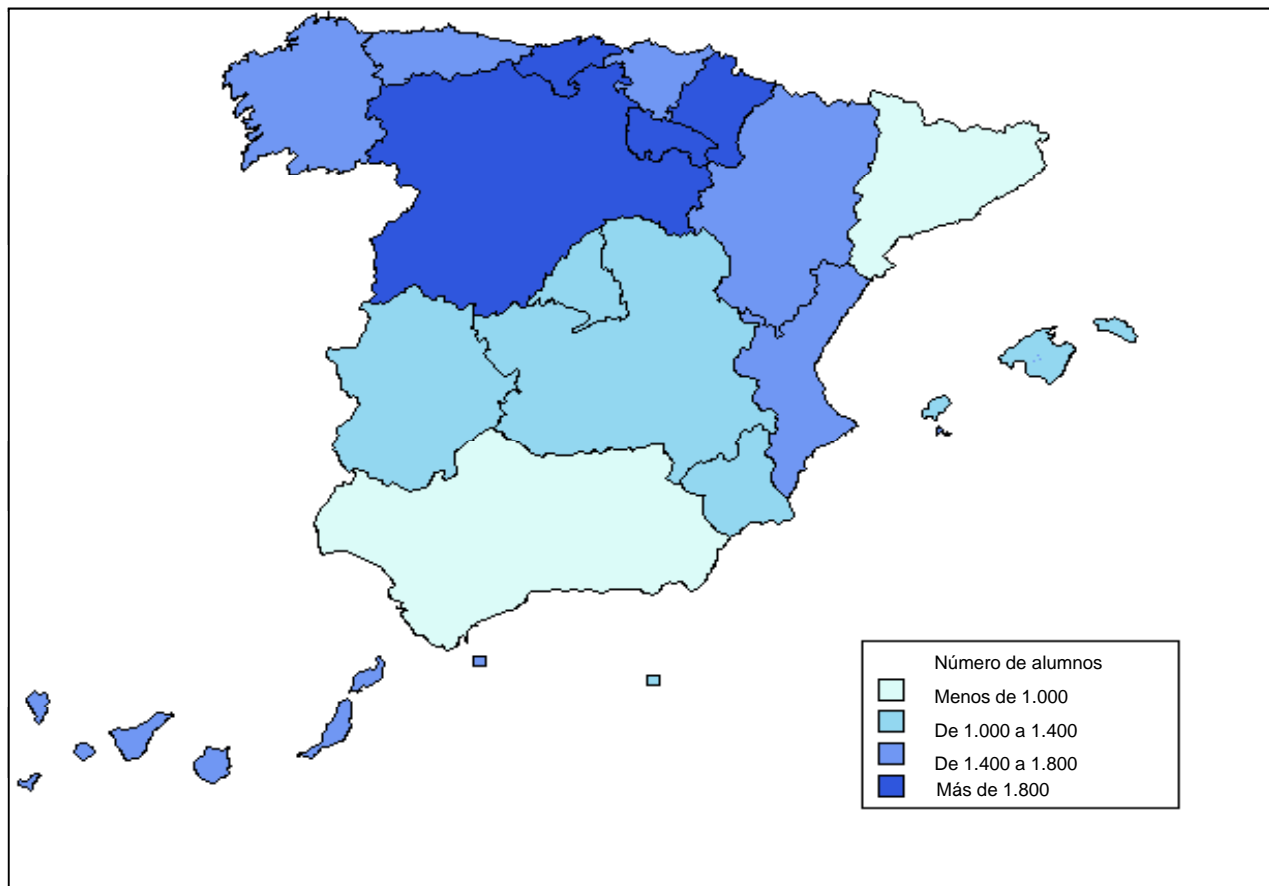 Número de alumnos
Menos de 1.000
De 1.000 a 1.400
De 1.400 a 1.800
Más de 1.800